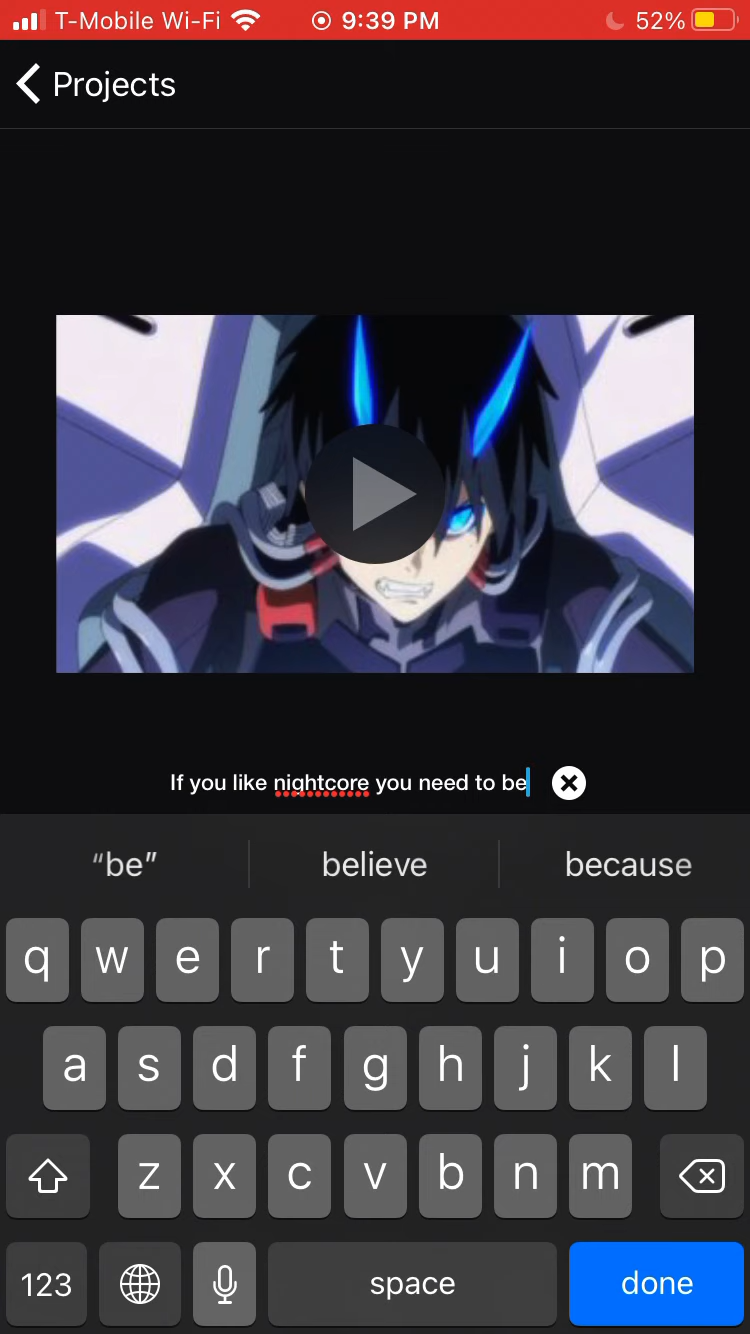 T-Mobile Wi-Fi 9:39 PM 52%
Projects
If you like nightcore you need to be
“be” believe because
q w e r t y u i o p
a s d f g h j k l
z x c v b n m
123 space done